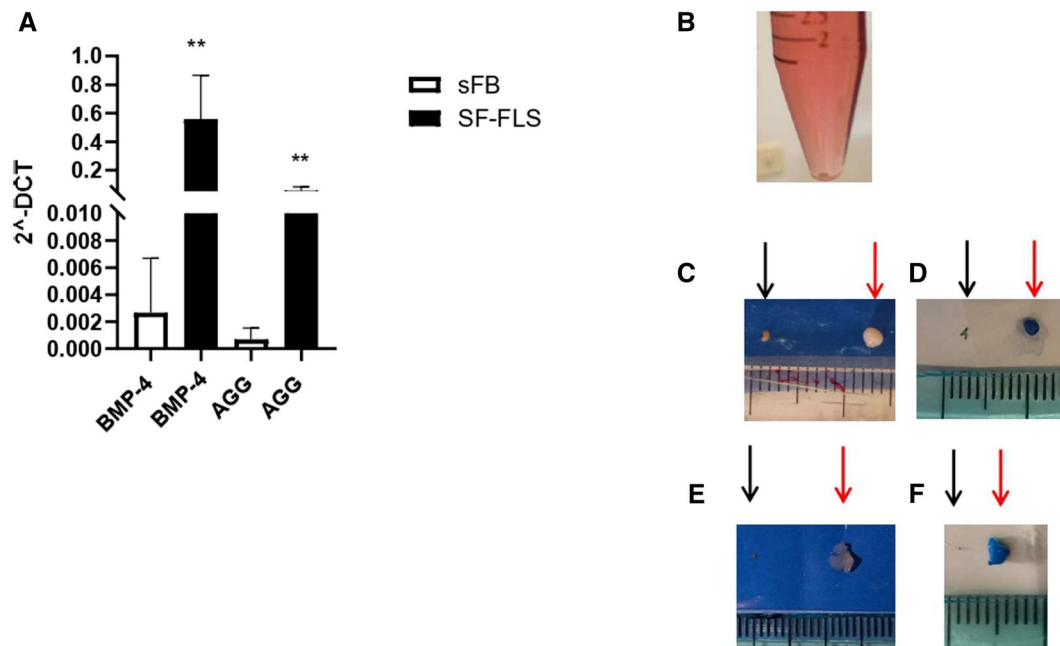 A
**
1.0
0.8
0.6
0.4
0.2
0.010
0.008
0.006
0.004
0.002
0.000
2^-DCT
**
BMP-4
BMP-4
AGG
AGG
sFB
SF-FLS
B
2.5
2
C
D
E
F